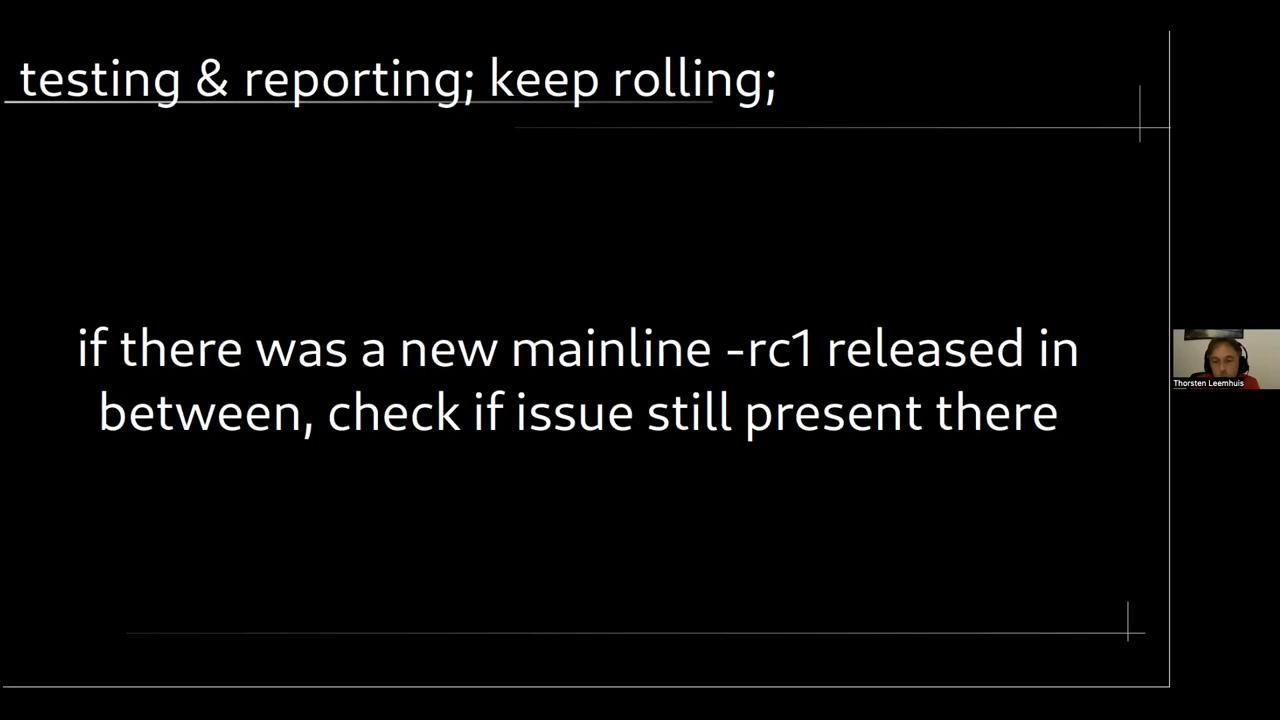 testing & reporting; keep rolling;
if there was a new mainline -rc1 released in
between, check if issue still present there
Thorsten Leemhuis